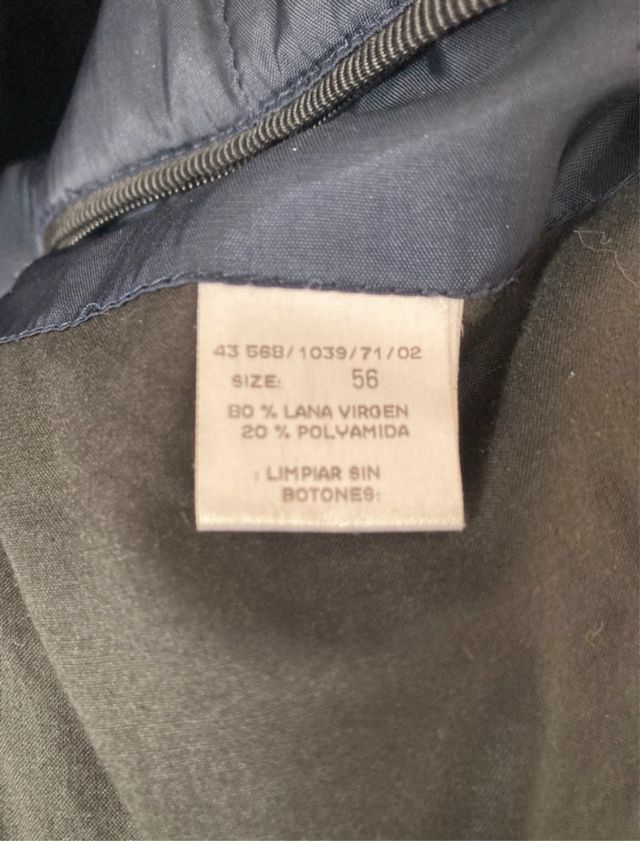 43 568/1039/71/02
SIZE: 56
80 % LANA VIRGEN
20 % POLYAMIDA
: LIMPIAR SIN
BOTONES: